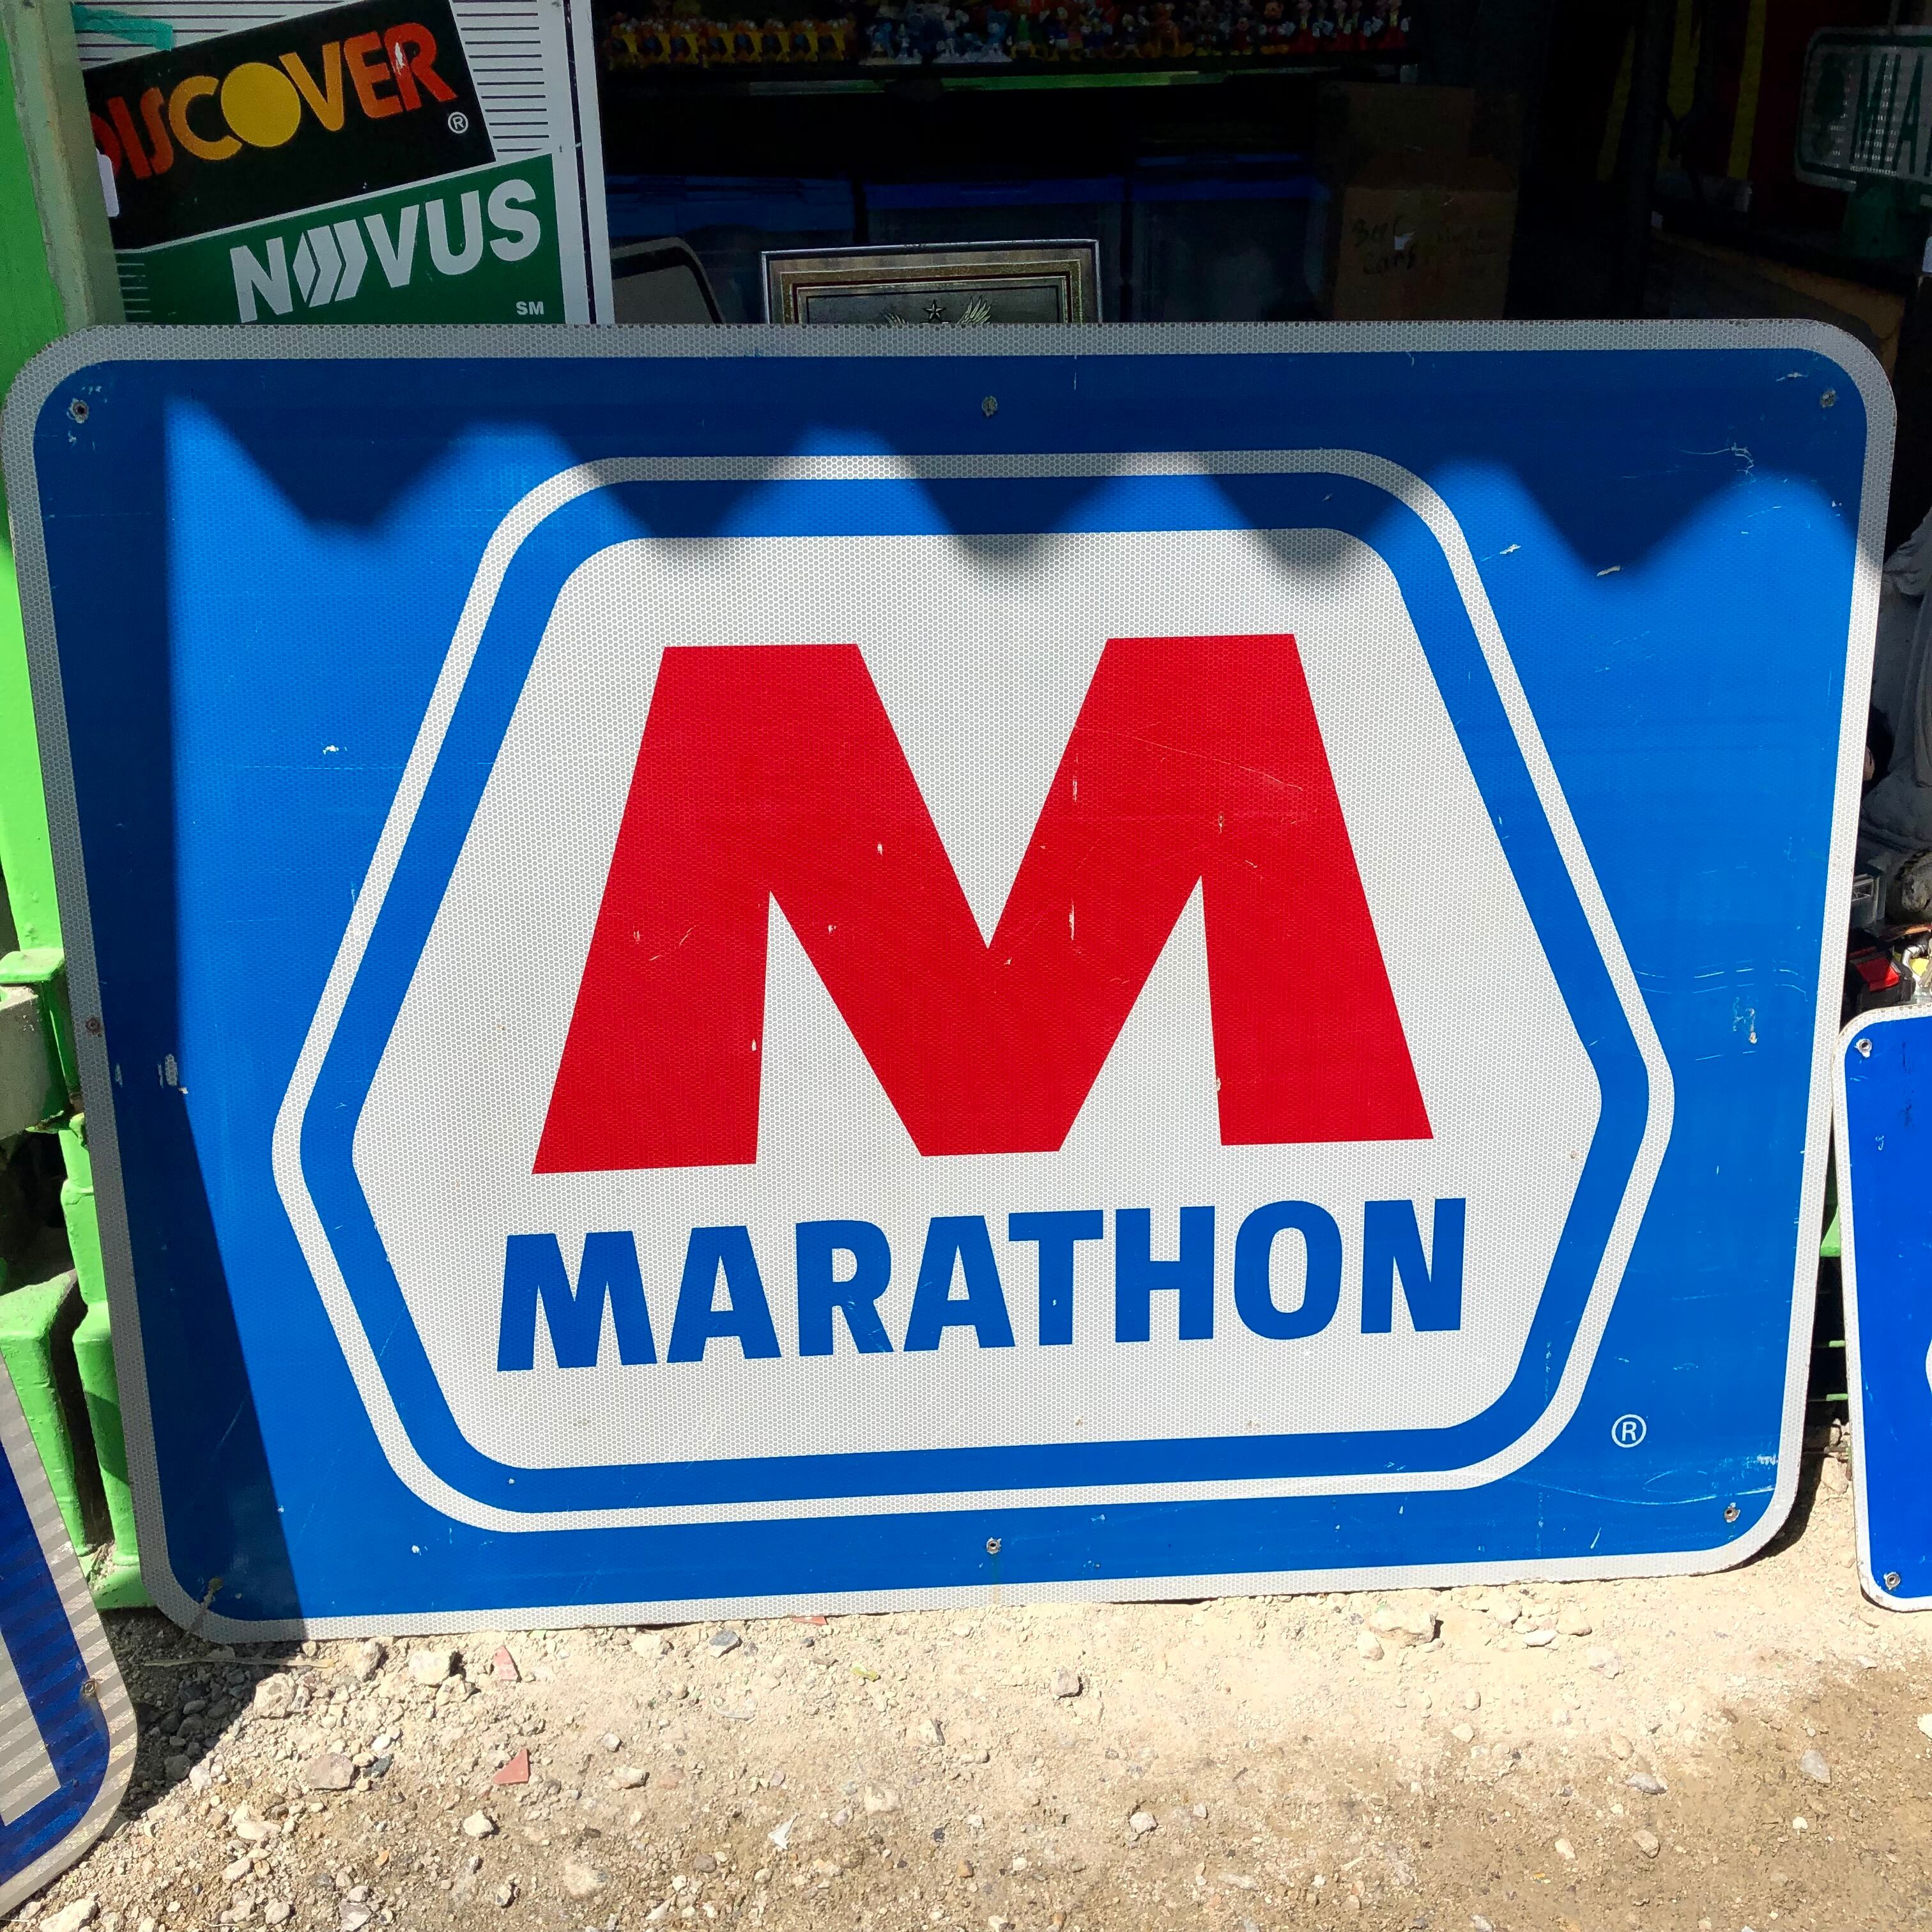 DISCOVER
®
NOVUS
SM
M
MARATHON
®